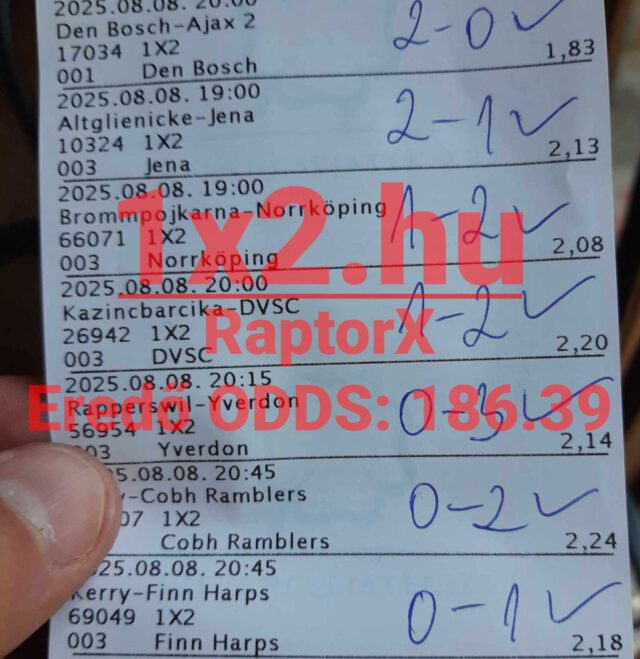 2025.08.08. 20:00
Den Bosch-Ajax 2
2-0 ✓
17034 1X2
1,83
001 Den Bosch
2025.08.08. 19:00
Altglienicke-Jena
2-1 ✓
10324 1X2
2,13
003 Jena
2025.08.08. 19:00
Brommpojkarna-Norrköping
1-2 ✓
66071 1X2
2,08
003 Norrköping
1x2.hu
2025.08.08. 20:00
Kazincbarcika-DVSC
1-2 ✓
26942 1X2
2,20
003 DVSC
RaptorX
2025.08.08. 20:15
Rapperswil-Yverdon
0-3 ✓
56954 1X2
2,14
03 Yverdon
Eredő ODDS: 186.39
5.08.08. 20:45
y-Cobh Ramblers
0-2 ✓
07 1X2
Cobh Ramblers
2,24
25.08.08. 20:45
Kerry-Finn Harps
0-1 ✓
69049 1X2
003 Finn Harps
2,18